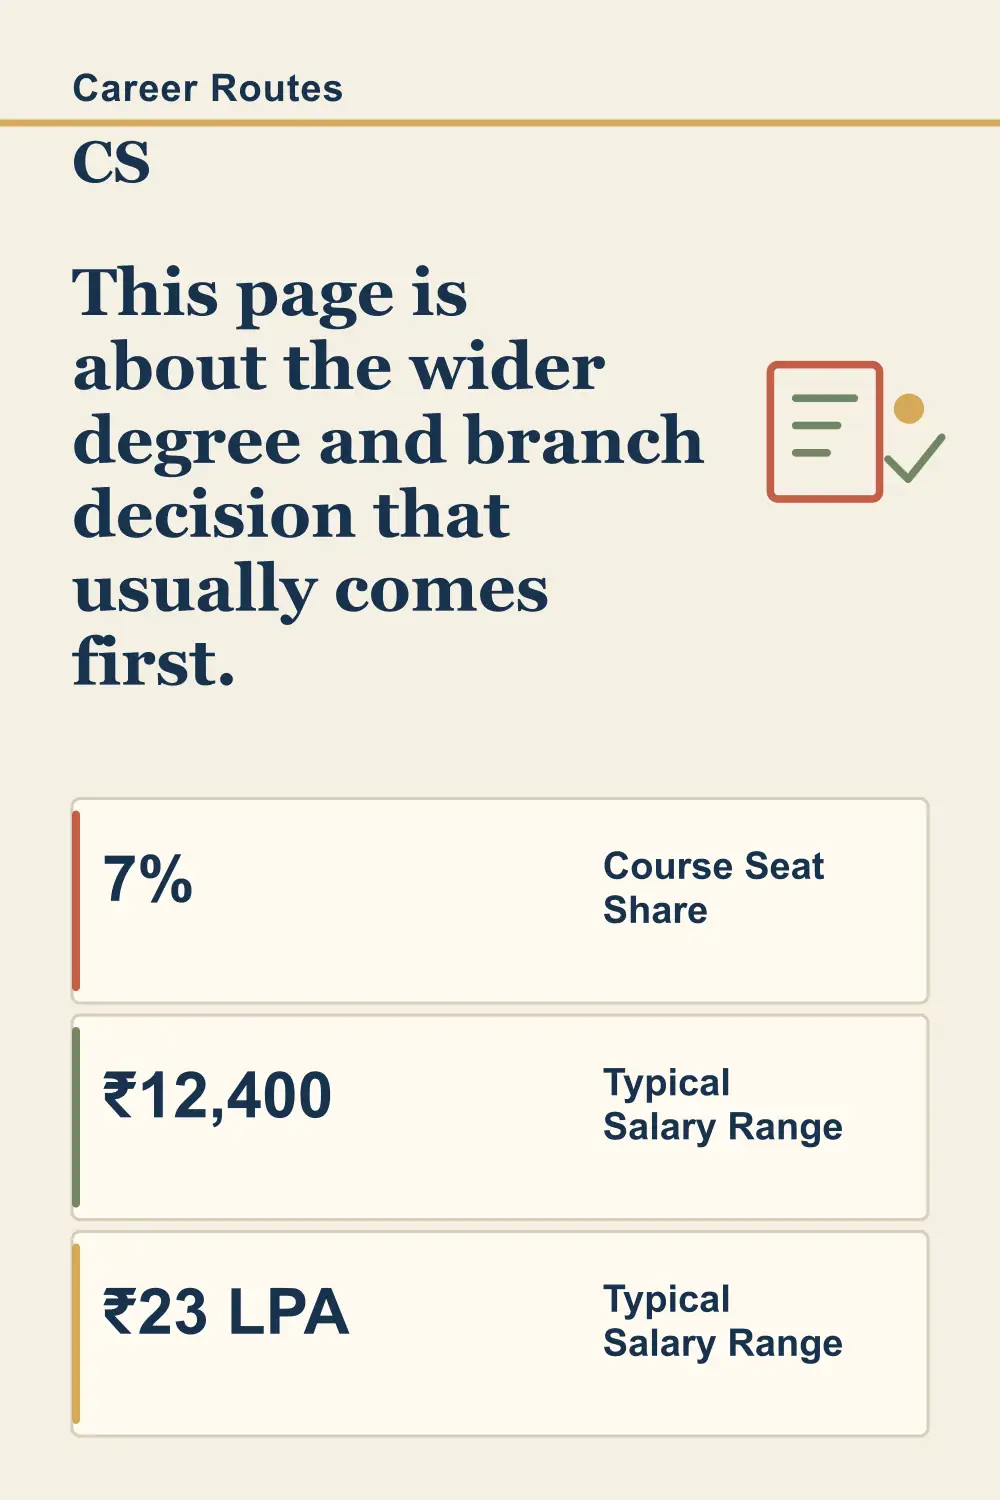 Career Routes
CS
This page is
about the wider
degree and branch
decision that
usually comes
first.
7%
Course Seat
Share
₹12,400
Typical
Salary Range
₹23 LPA
Typical
Salary Range